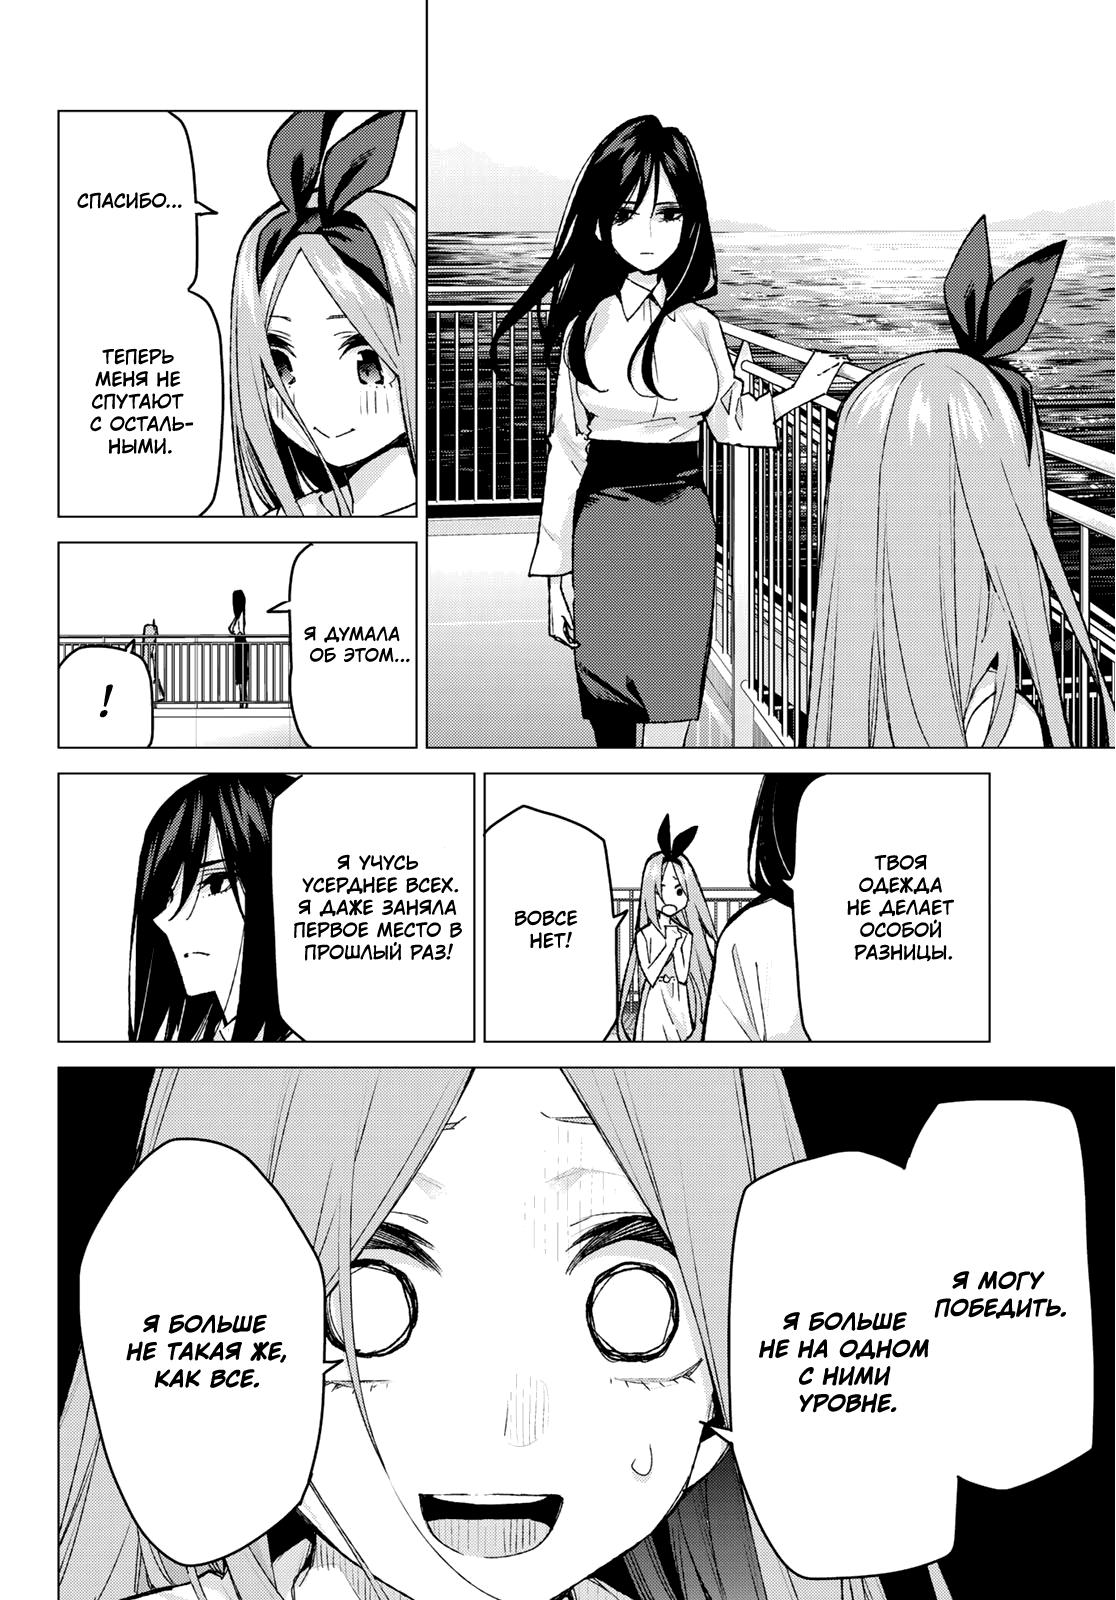 СПАСИБО...
ТЕПЕРЬ
МЕНЯ НЕ
СПУТАЮТ
С ОСТАЛЬ-
НЫМИ.
Я ДУМАЛА
ОБ ЭТОМ...
!
ТВОЯ
ОДЕЖДА
НЕ ДЕЛАЕТ
ОСОБОЙ
РАЗНИЦЫ.
ВОВСЕ
НЕТ!
Я УЧУСЬ
УСЕРДНЕЕ ВСЕХ.
Я ДАЖЕ ЗАНЯЛА
ПЕРВОЕ МЕСТО В
ПРОШЛЫЙ РАЗ!
Я МОГУ
ПОБЕДИТЬ.
Я БОЛЬШЕ
НЕ НА ОДНОМ
С НИМИ
УРОВНЕ.
Я БОЛЬШЕ
НЕ ТАКАЯ ЖЕ,
КАК ВСЕ.